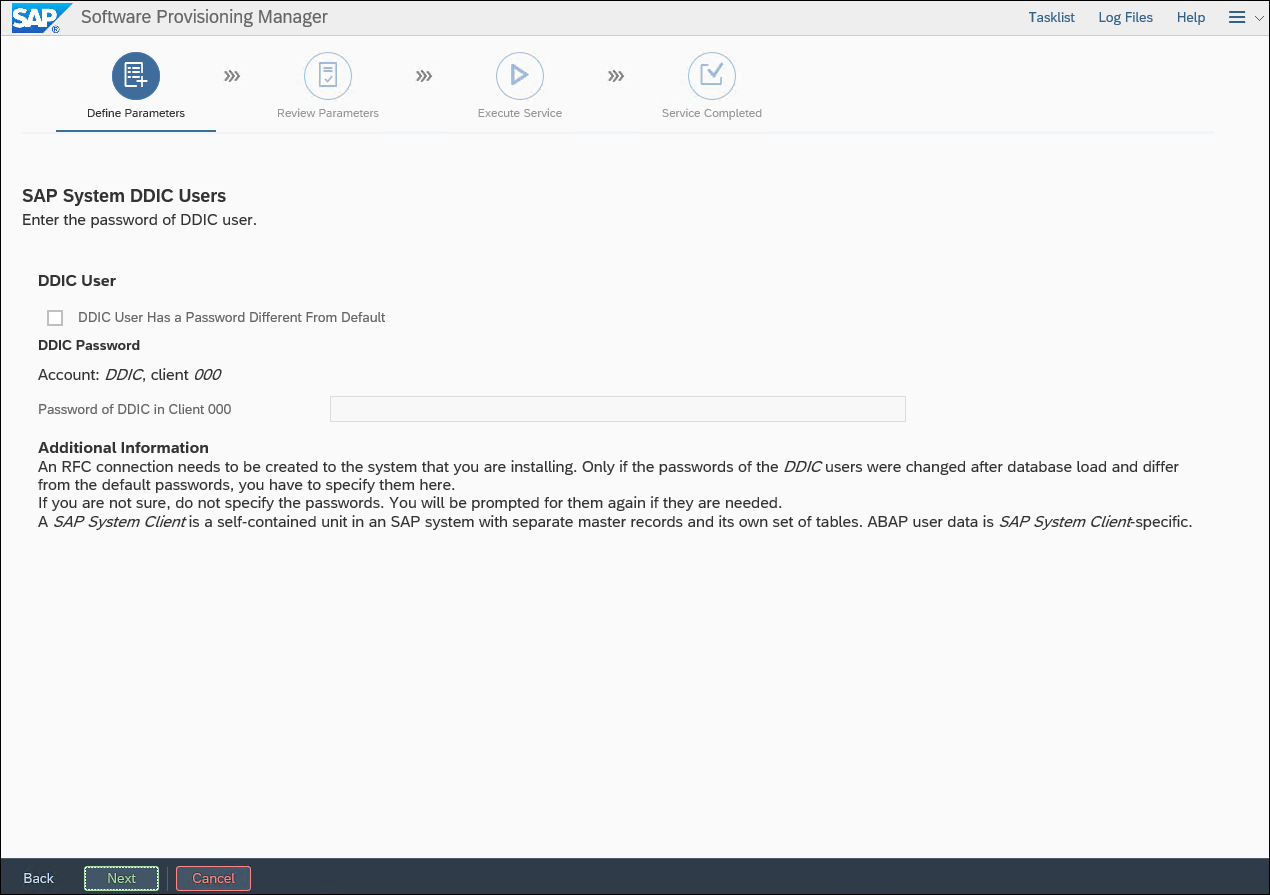 SAP ® Software Provisioning Manager Tasklist Log Files Help
Define Parameters Review Parameters Execute Service Service Completed
SAP System DDIC Users
Enter the password of DDIC user.
DDIC User
DDIC User Has a Password Different From Default
DDIC Password
Account: DDIC, client 000
Password of DDIC in Client 000
Additional Information
An RFC connection needs to be created to the system that you are installing. Only if the passwords of the DDIC users were changed after database load and differ
from the default passwords, you have to specify them here.
If you are not sure, do not specify the passwords. You will be prompted for them again if they are needed.
A SAP System Client is a self-contained unit in an SAP system with separate master records and its own set of tables. ABAP user data is SAP System Client-specific.
Back Next Cancel